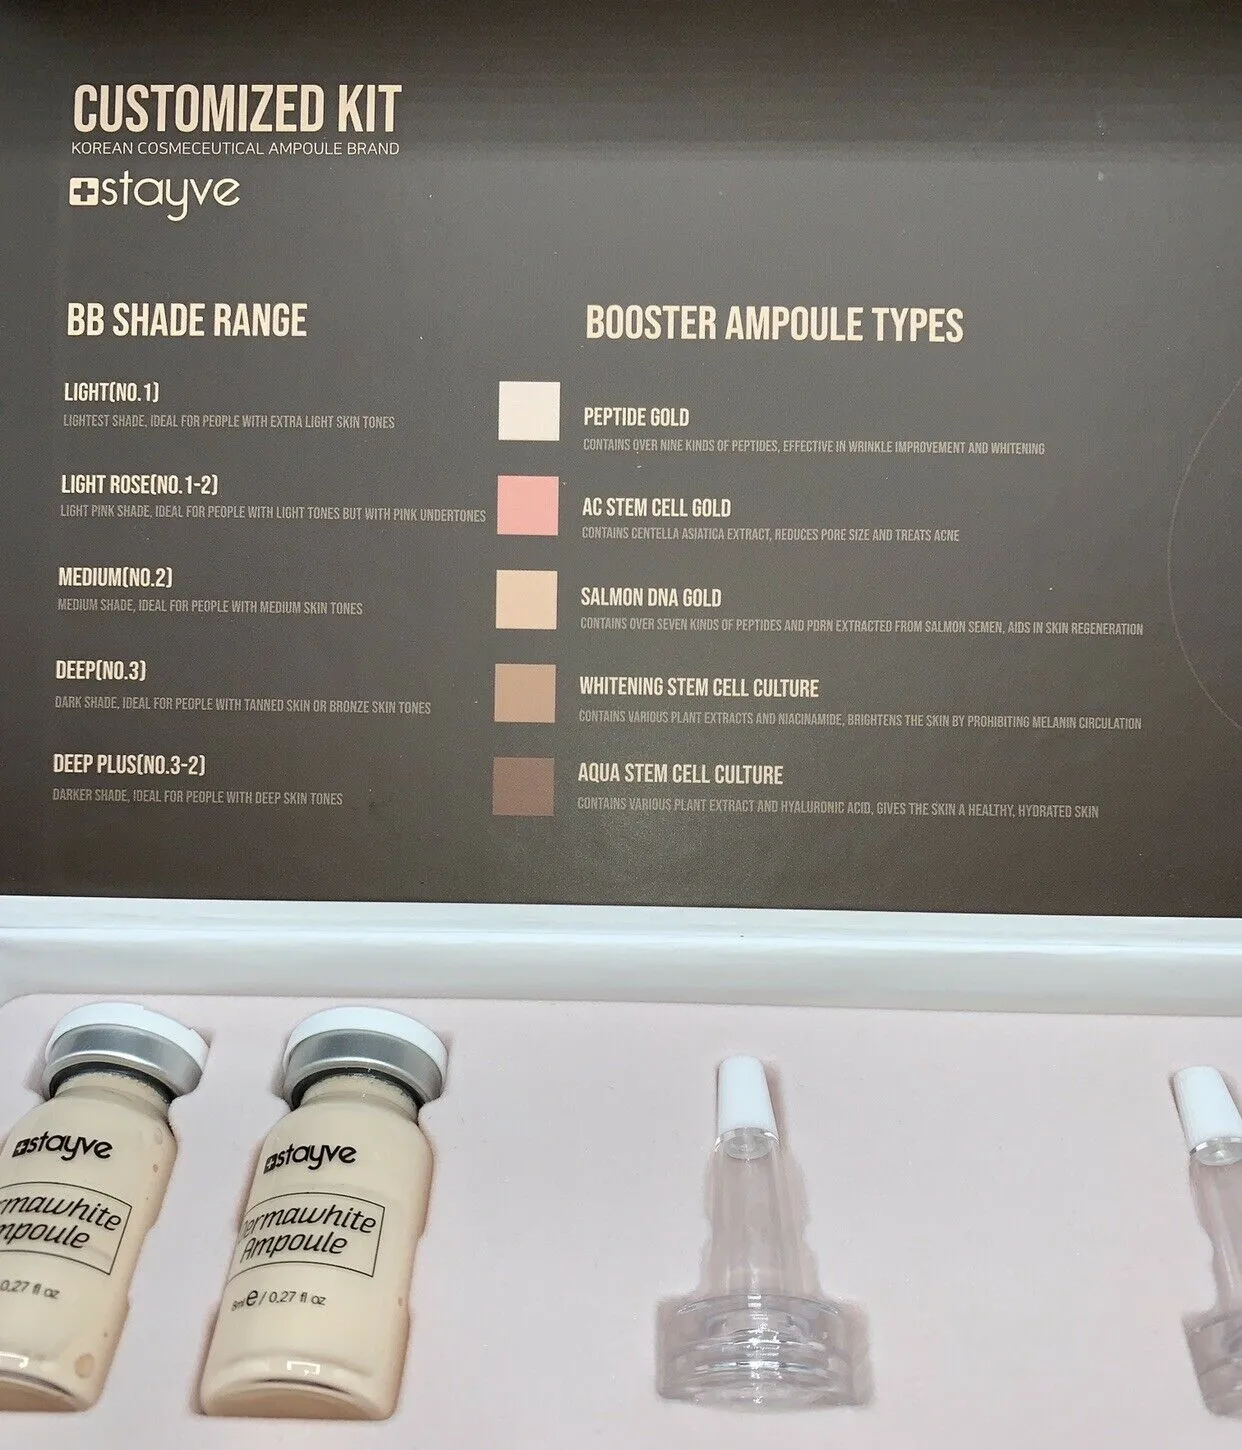 CUSTOMIZED KIT
KOREAN COSMECEUTICAL AMPOULE BRAND
stayve
BB SHADE RANGE
LIGHT(NO.1)
LIGHTEST SHADE, IDEAL FOR PEOPLE WITH EXTRA LIGHT SKIN TONES
LIGHT ROSE(NO.1-2)
LIGHT PINK SHADE, IDEAL FOR PEOPLE WITH LIGHT TONES BUT WITH PINK UNDERTONES
MEDIUM(NO.2)
MEDIUM SHADE, IDEAL FOR PEOPLE WITH MEDIUM SKIN TONES
DEEP(NO.3)
DARK SHADE, IDEAL FOR PEOPLE WITH TANNED SKIN OR BRONZE SKIN TONES
DEEP PLUS(NO.3-2)
DARKER SHADE, IDEAL FOR PEOPLE WITH DEEP SKIN TONES
BOOSTER AMPOULE TYPES
PEPTIDE GOLD
CONTAINS OVER NINE KINDS OF PEPTIDES, EFFECTIVE IN WRINKLE IMPROVEMENT AND WHITENING
AC STEM CELL GOLD
CONTAINS CENTELLA ASIATICA EXTRACT, REDUCES PORE SIZE AND TREATS ACNE
SALMON DNA GOLD
CONTAINS OVER SEVEN KINDS OF PEPTIDES AND PDRN EXTRACTED FROM SALMON SEMEN, AIDS IN SKIN REGENERATION
WHITENING STEM CELL CULTURE
CONTAINS VARIOUS PLANT EXTRACTS AND NIACINAMIDE, BRIGHTENS THE SKIN BY PROHIBITING MELANIN CIRCULATION
AQUA STEM CELL CULTURE
CONTAINS VARIOUS PLANT EXTRACT AND HYALURONIC ACID, GIVES THE SKIN A HEALTHY, HYDRATED SKIN
stayve
rmawhite
mpoule
0.27 fl oz
stayve
Dermawhite
Ampoule
8ml e / 0.27 fl oz